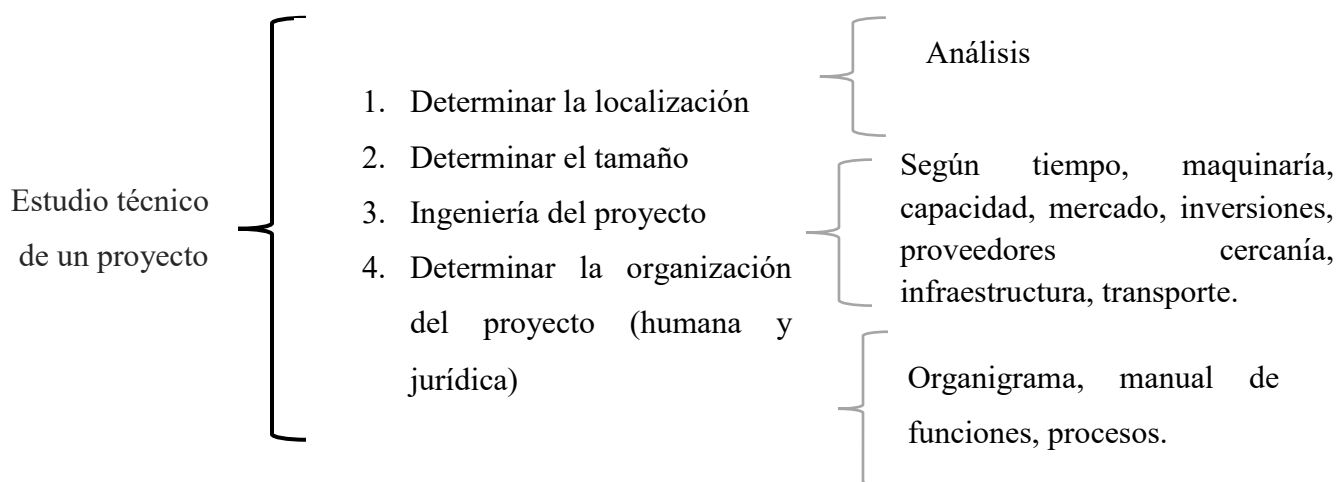 Estudio técnico
de un proyecto
1. Determinar la localización
2. Determinar el tamaño
3. Ingeniería del proyecto
4. Determinar la organización
del proyecto (humana y
jurídica)
Análisis
Según tiempo, maquinaría,
capacidad, mercado, inversiones,
proveedores cercanía,
infraestructura, transporte.
Organigrama, manual de
funciones, procesos.